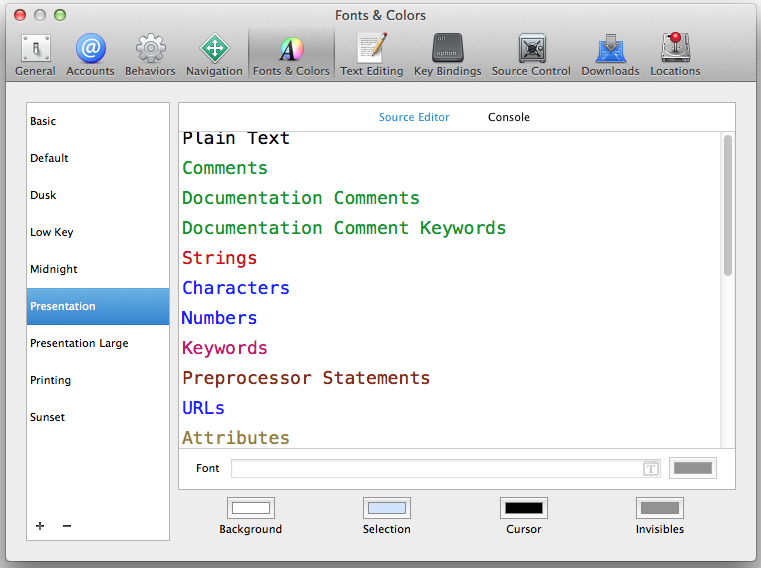 Fonts & Colors
General Accounts Behaviors Navigation Fonts & Colors Text Editing Key Bindings Source Control Downloads Locations
alt
option
Basic
Default
Dusk
Low Key
Midnight
Presentation
Presentation Large
Printing
Sunset
+ −
Source Editor Console
Plain Text
Comments
Documentation Comments
Documentation Comment Keywords
Strings
Characters
Numbers
Keywords
Preprocessor Statements
URLs
Attributes
Font T
Background Selection Cursor Invisibles